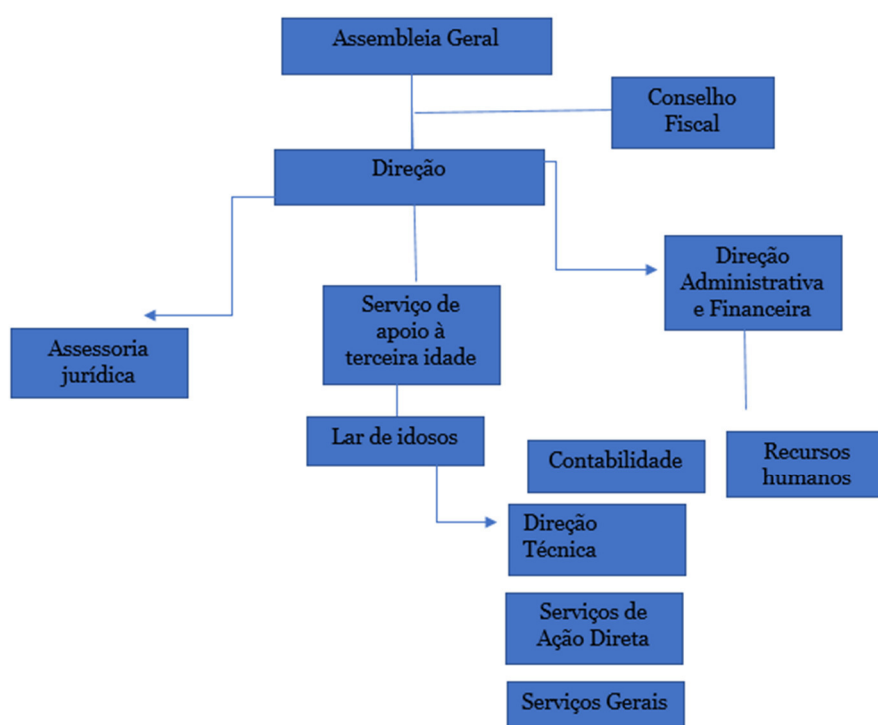 Assembleia Geral
Conselho
Fiscal
Direção
Direção
Administrativa
e Financeira
Serviço de
apoio à
terceira idade
Assessoria
jurídica
Lar de idosos
Contabilidade
Recursos
humanos
Direção
Técnica
Serviços de
Ação Direta
Serviços Gerais